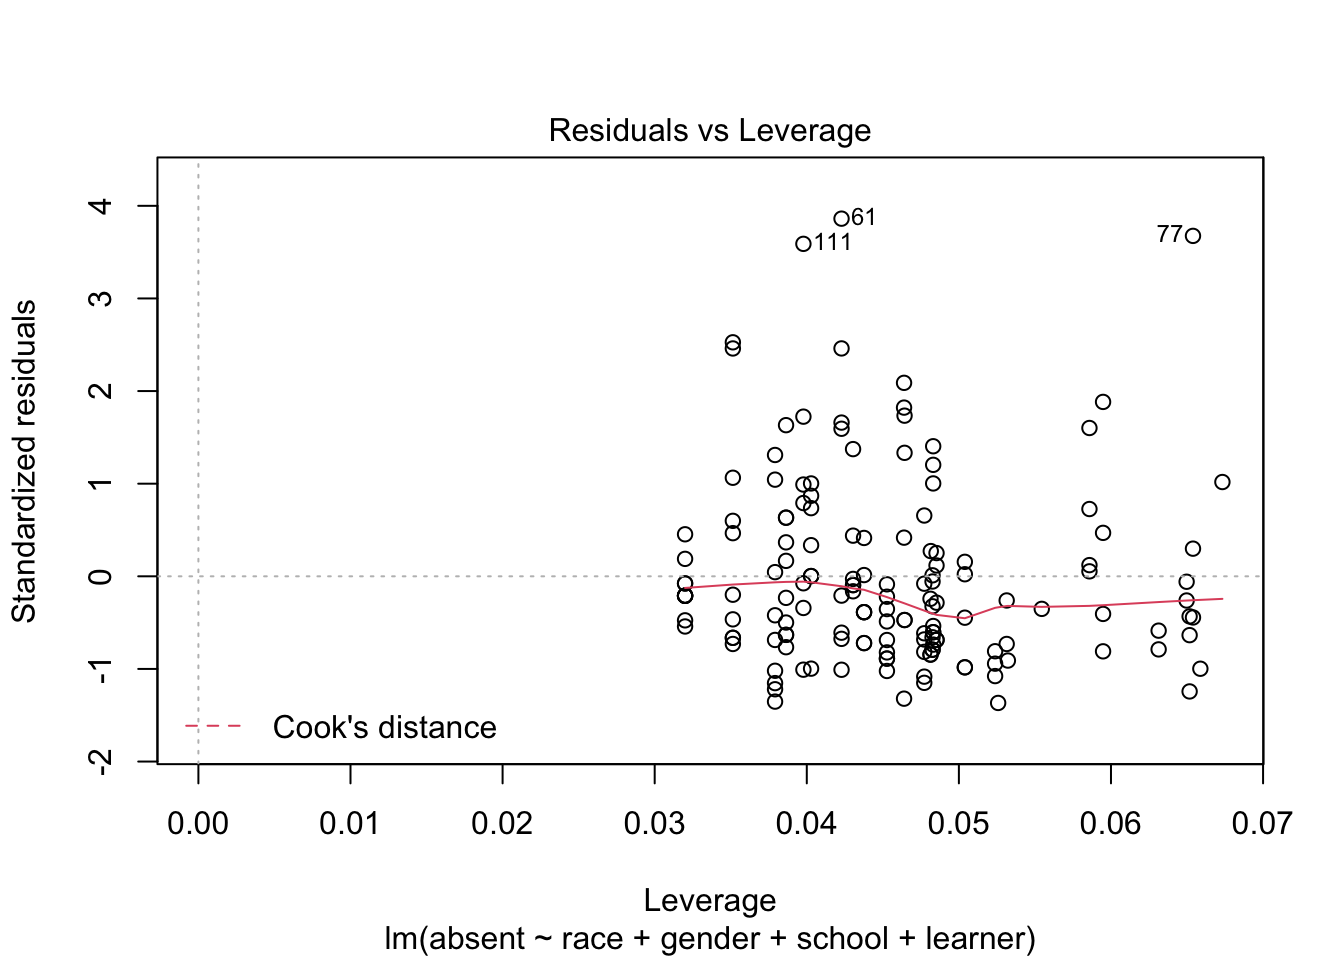 Residuals vs Leverage
Standardized residuals
4
3
2
1
0
-1
-2
61
111
77
Cook's distance
0.00 0.01 0.02 0.03 0.04 0.05 0.06 0.07
Leverage
lm(absent ~ race + gender + school + learner)